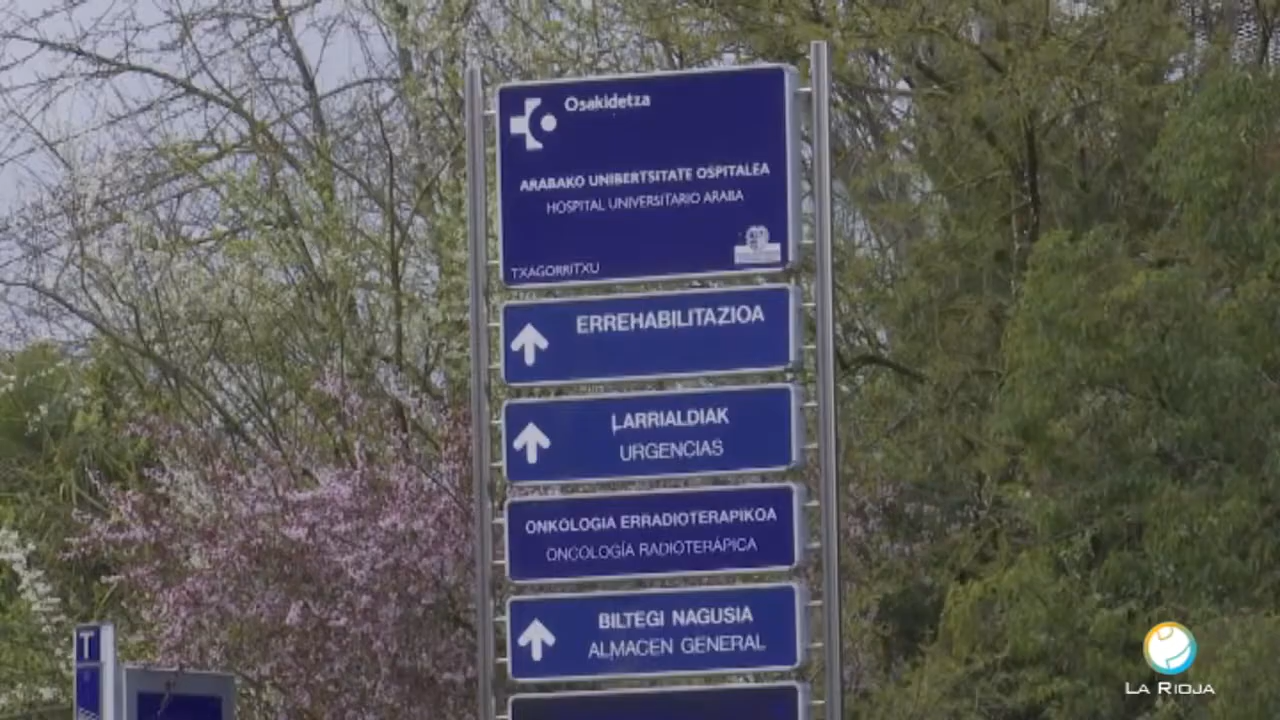 Osakidetza
ARABAKO UNIBERTSITATE OSPITALEA
HOSPITAL UNIVERSITARIO ARABA
TXAGORRITXU
ERREHABILITAZIOA
LARRIALDIAK
URGENCIAS
ONKOLOGIA ERRADIOTERAPIKOA
ONCOLOGÍA RADIOTERÁPICA
BILTEGI NAGUSIA
ALMACEN GENERAL
T
LA RIOJA